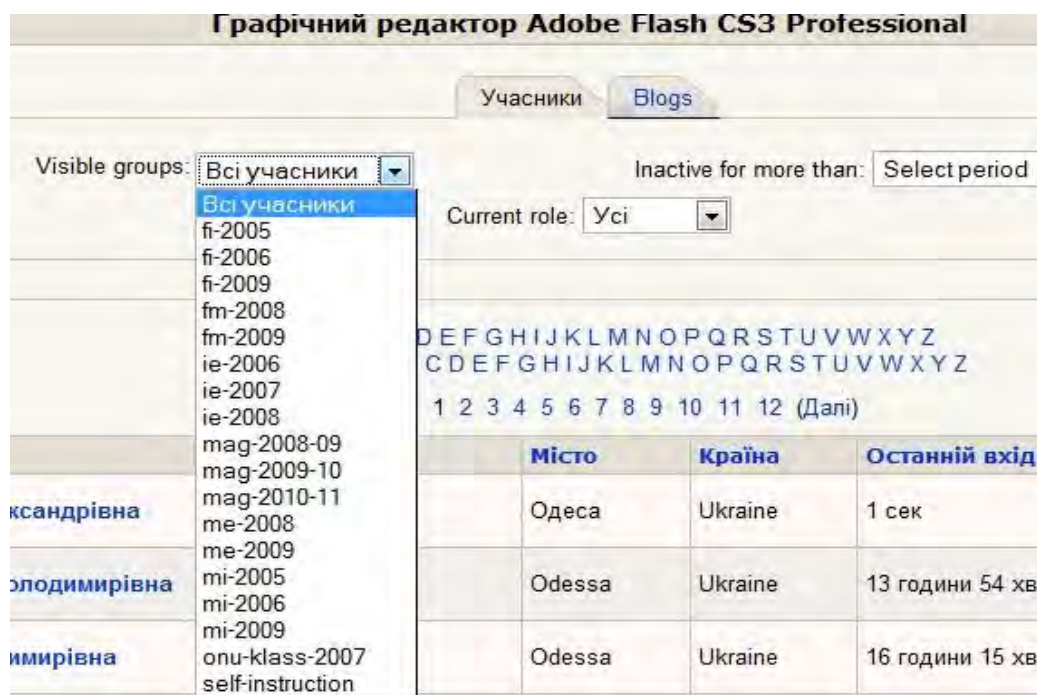 Графічний редактор Adobe Flash CS3 Professional
Учасники Blogs
Visible groups: Всі учасники Inactive for more than: Select period
Всі учасники
Current role: Усі
fi-2005
fi-2006
fi-2009
fm-2008
fm-2009
D E F G H I J K L M N O P Q R S T U V W X Y Z
ie-2006
C D E F G H I J K L M N O P Q R S T U V W X Y Z
ie-2007
ie-2008
1 2 3 4 5 6 7 8 9 10 11 12 (Далі)
mag-2008-09
Місто Країна Останній вхід
mag-2009-10
mag-2010-11
ксандрівна Одеса Ukraine 1 сек
me-2008
me-2009
mi-2005
олодимирівна Odessa Ukraine 13 години 54 хв
mi-2006
mi-2009
onu-klass-2007
имирівна Odessa Ukraine 16 години 15 хв
self-instruction